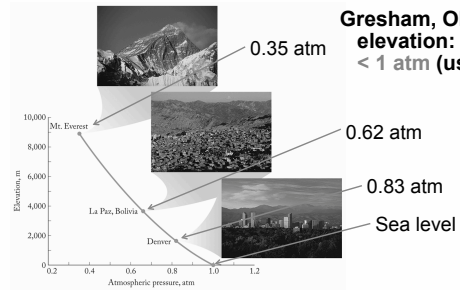 Gresham,
elevation:
< 1 atm
0.35 atm
0.62 atm
0.83 atm
Sea level
10,000
Mt. Everest
8,000
6,000
4,000
La Paz, Bolivia
2,000
Denver
0
Elevation, m
0.2 0.4 0.6 0.8 1.0 1.2
Atmospheric pressure, atm